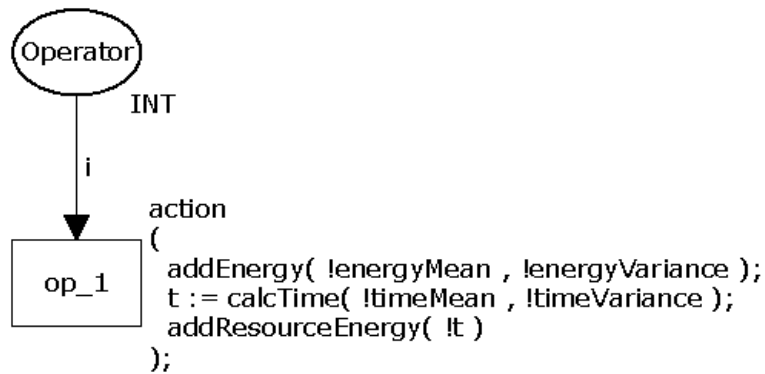 Operator
INT
i
action
(
addEnergy( !energyMean , !energyVariance );
op_1
t := calcTime( !timeMean , !timeVariance );
addResourceEnergy( !t )
);